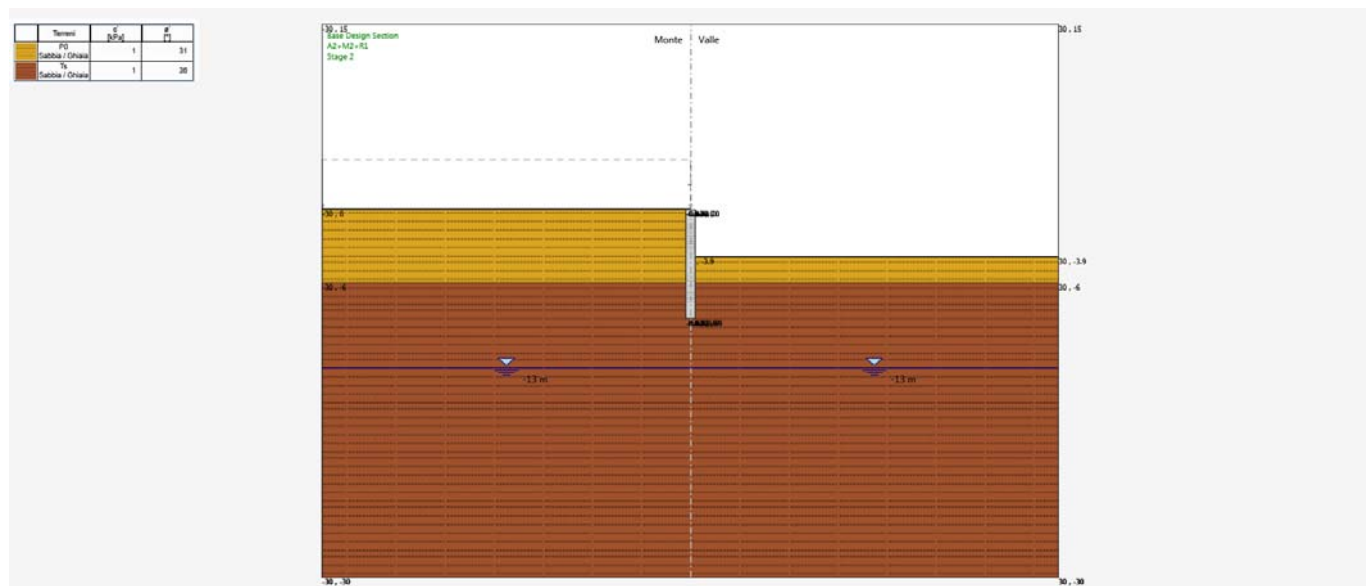 Terreni c' [kPa] ø' [°]
PG
Sabbia / Ghiaia 1 31
Ts
Sabbia / Ghiaia 1
-30, 15
30, 15
Base Design Section
A2+M2+R1
Stage 2
Monte Valle
-30, 0
-3.9
30, -3.9
-30, -6
30, -6
-13 m
-13 m
-30, -30
30, -30